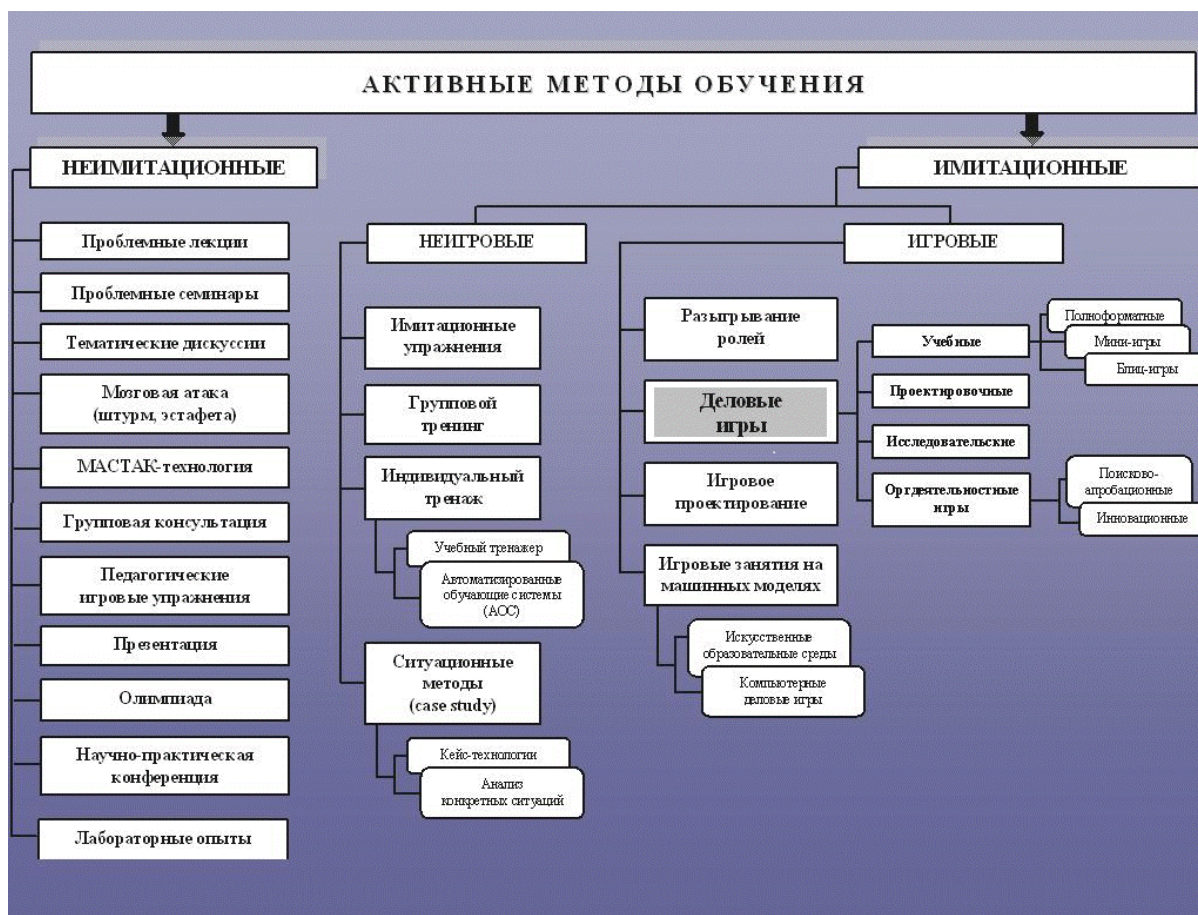 АКТИВНЫЕ МЕТОДЫ ОБУЧЕНИЯ
НЕИМИТАЦИОННЫЕ
Проблемные лекции
Проблемные семинары
Тематические дискуссии
Мозговая атака
(штурм, эстафета)
МАСТАК-технология
Групповая консультация
Педагогические
игровые упражнения
Презентация
Олимпиада
Научно-практическая
конференция
Лабораторные опыты
ИМИТАЦИОННЫЕ
НЕИГРОВЫЕ
Имитационные
упражнения
Групповой
тренинг
Индивидуальный
тренаж
Учебный тренажер
Автоматизированные
обучающие системы
(АОС)
Ситуационные
методы
(case study)
Кейс-технологии
Анализ
конкретных ситуаций
ИГРОВЫЕ
Разыгрывание
ролей
Деловые
игры
Учебные
Полноформатные
Мини-игры
Блиц-игры
Проектировочные
Исследовательские
Оргдеятельностные
игры
Поисково-
апробационные
Инновационные
Игровое
проектирование
Игровые занятия на
машинных моделях
Искусственные
образовательные среды
Компьютерные
деловые игры